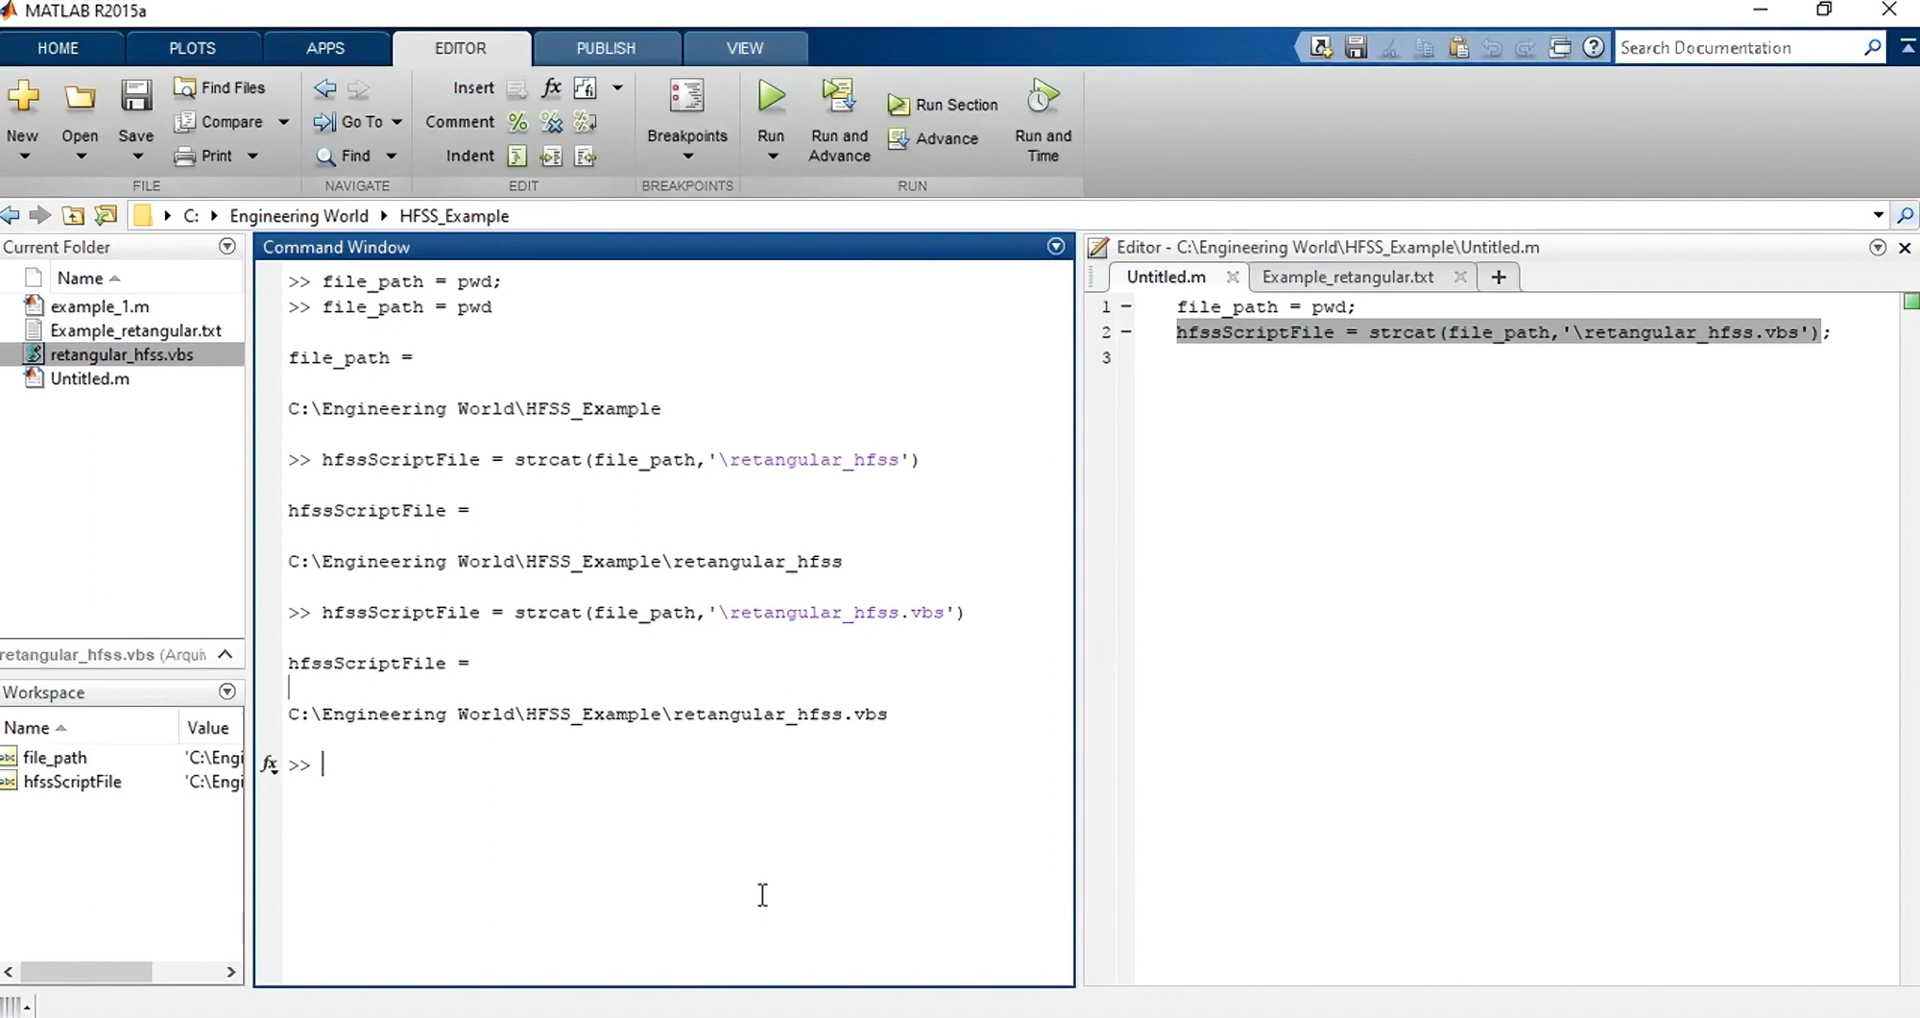 MATLAB R2015a
HOME PLOTS APPS EDITOR PUBLISH VIEW
Search Documentation
New
Open
Save
Find Files
Compare
Print
FILE
Go To
Find
NAVIGATE
Insert fx
Comment
Indent
EDIT
Breakpoints
BREAKPOINTS
Run
Run and
Advance
Run Section
Advance
Run and
Time
RUN
C: Engineering World HFSS_Example
Current Folder
Name
example_1.m
Example_retangular.txt
retangular_hfss.vbs
Untitled.m
retangular_hfss.vbs (Arqui
Workspace
Name Value
file_path 'C:\Engi
hfssScriptFile 'C:\Engi
Command Window
>> file_path = pwd;
>> file_path = pwd
file_path =
C:\Engineering World\HFSS_Example
>> hfssScriptFile = strcat(file_path,'\retangular_hfss')
hfssScriptFile =
C:\Engineering World\HFSS_Example\retangular_hfss
>> hfssScriptFile = strcat(file_path,'\retangular_hfss.vbs')
hfssScriptFile =
C:\Engineering World\HFSS_Example\retangular_hfss.vbs
fx >>
Editor - C:\Engineering World\HFSS_Example\Untitled.m
Untitled.m Example_retangular.txt
1 file_path = pwd;
2 hfssScriptFile = strcat(file_path,'\retangular_hfss.vbs');
3